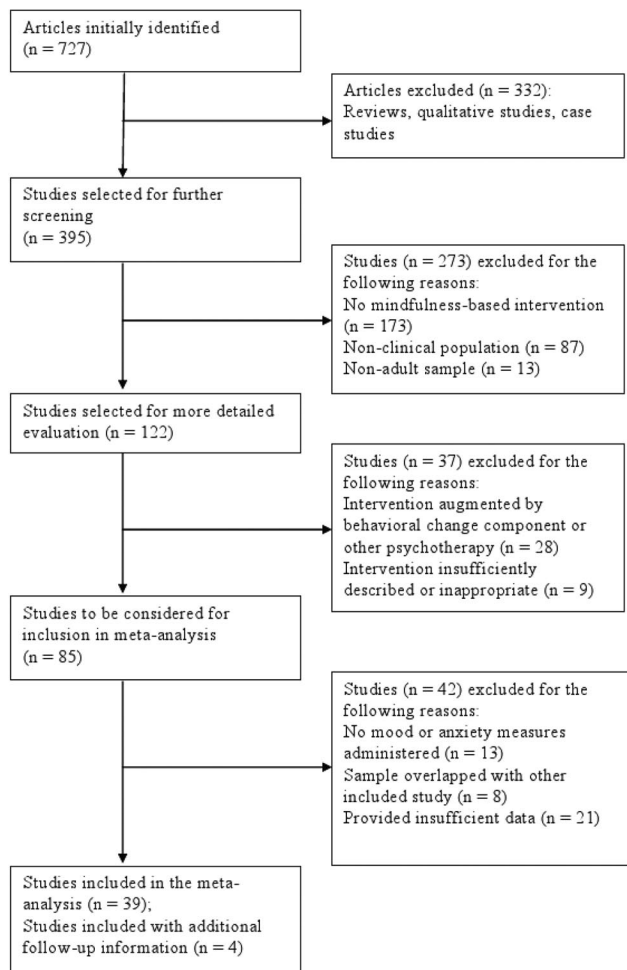 Articles initially identified
(n = 727)
Articles excluded (n = 332):
Reviews, qualitative studies, case
studies
Studies selected for further
screening
(n = 395)
Studies (n = 273) excluded for the
following reasons:
No mindfulness-based intervention
(n = 173)
Non-clinical population (n = 87)
Non-adult sample (n = 13)
Studies selected for more detailed
evaluation (n = 122)
Studies (n = 37) excluded for the
following reasons:
Intervention augmented by
behavioral change component or
other psychotherapy (n = 28)
Intervention insufficiently
described or inappropriate (n = 9)
Studies to be considered for
inclusion in meta-analysis
(n = 85)
Studies (n = 42) excluded for the
following reasons:
No mood or anxiety measures
administered (n = 13)
Sample overlapped with other
included study (n = 8)
Provided insufficient data (n = 21)
Studies included in the meta-
analysis (n = 39);
Studies included with additional
follow-up information (n = 4)